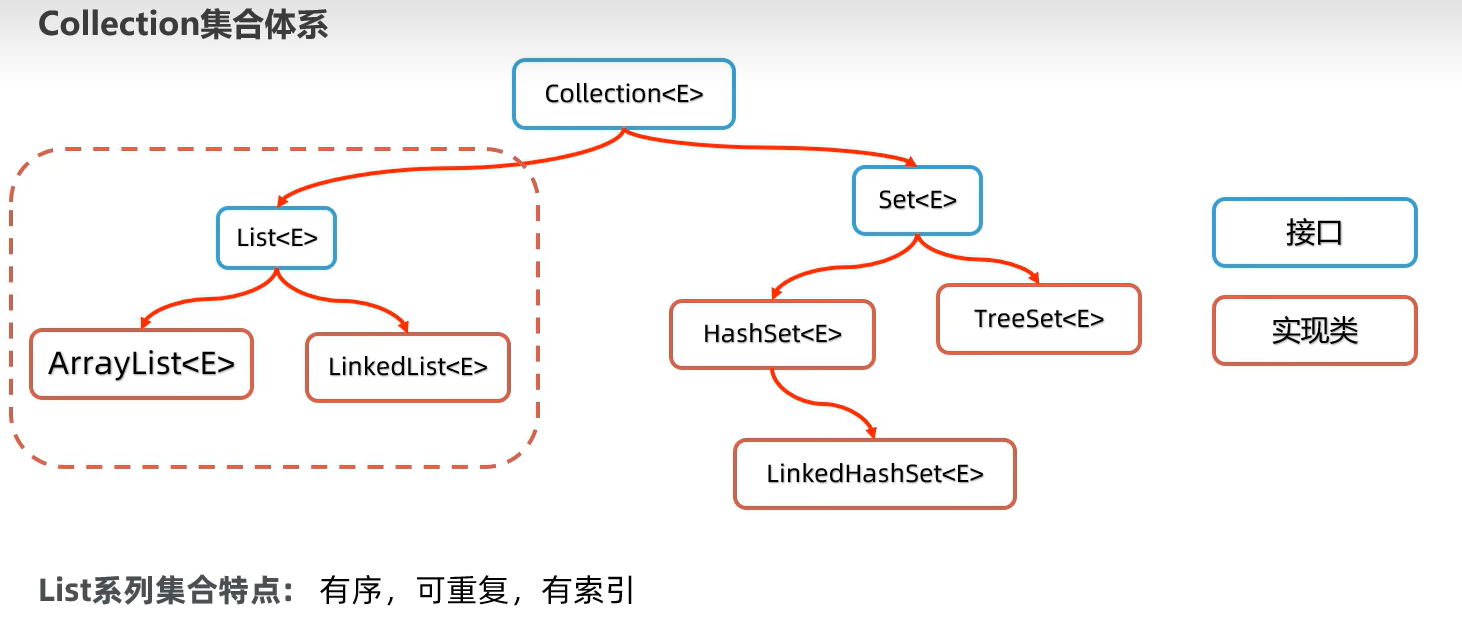 Collection集合体系
Collection<E>
List<E>
Set<E>
接口
ArrayList<E>
LinkedList<E>
HashSet<E>
TreeSet<E>
实现类
LinkedHashSet<E>
List系列集合特点： 有序，可重复，有索引